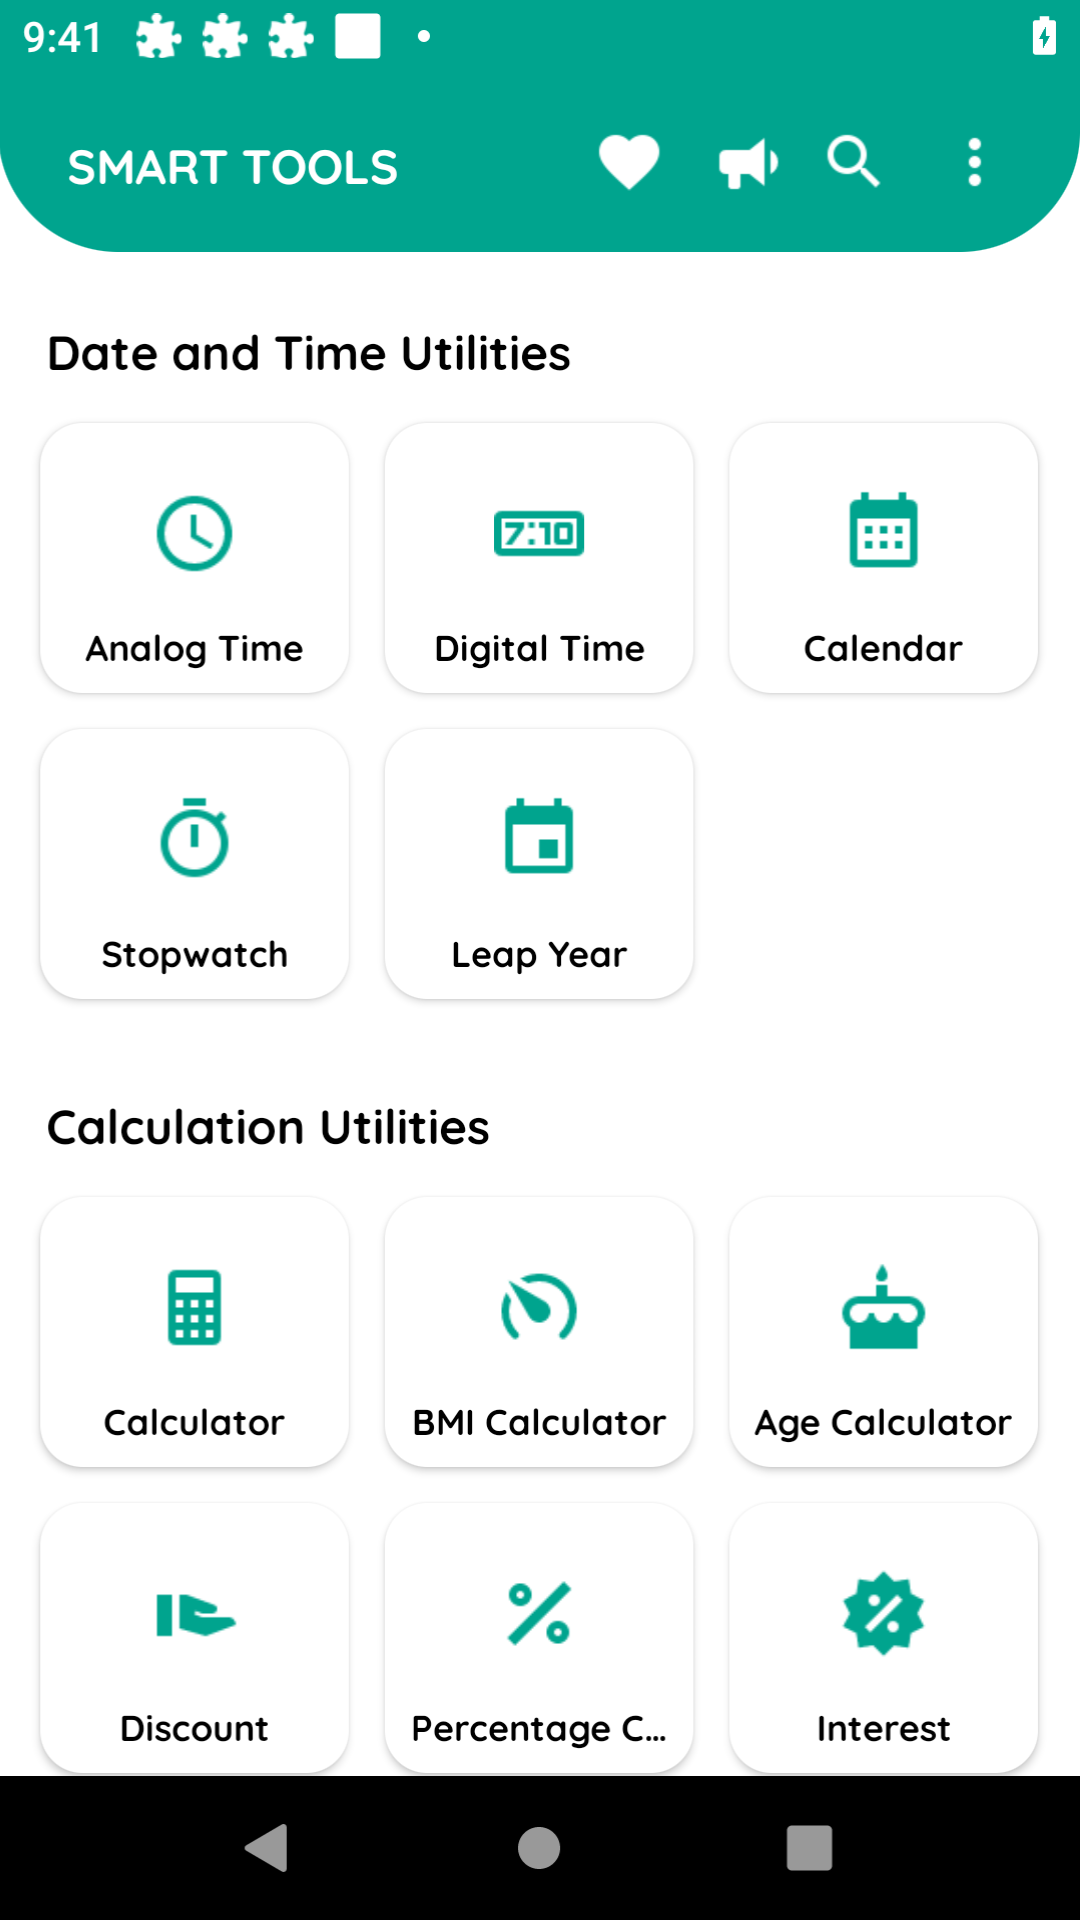 9:41
SMART TOOLS
Date and Time Utilities
7:10
Analog Time
Digital Time
Calendar
Stopwatch
Leap Year
Calculation Utilities
Calculator
BMI Calculator
Age Calculator
Discount
Percentage C...
Interest